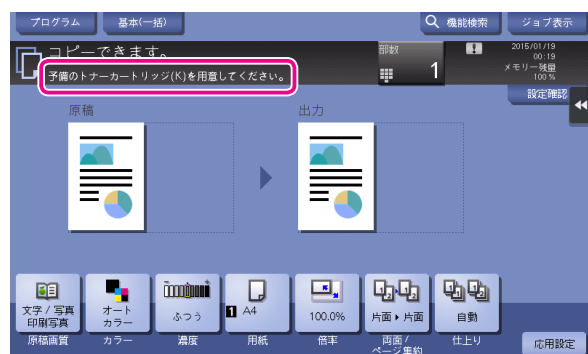 プログラム
基本(一括)
機能検索
ジョブ表示
コピーできます。
予備のトナーカートリッジ(K)を用意してください。
部数
1
2015/01/19
00:19
メモリー残量
100 %
設定確認
原稿
出力
文字 / 写真
印刷写真
オート
カラー
ふつう
1 A4
100.0%
片面 ▸ 片面
自動
原稿画質
カラー
濃度
用紙
倍率
両面 /
ページ集約
仕上り
応用設定